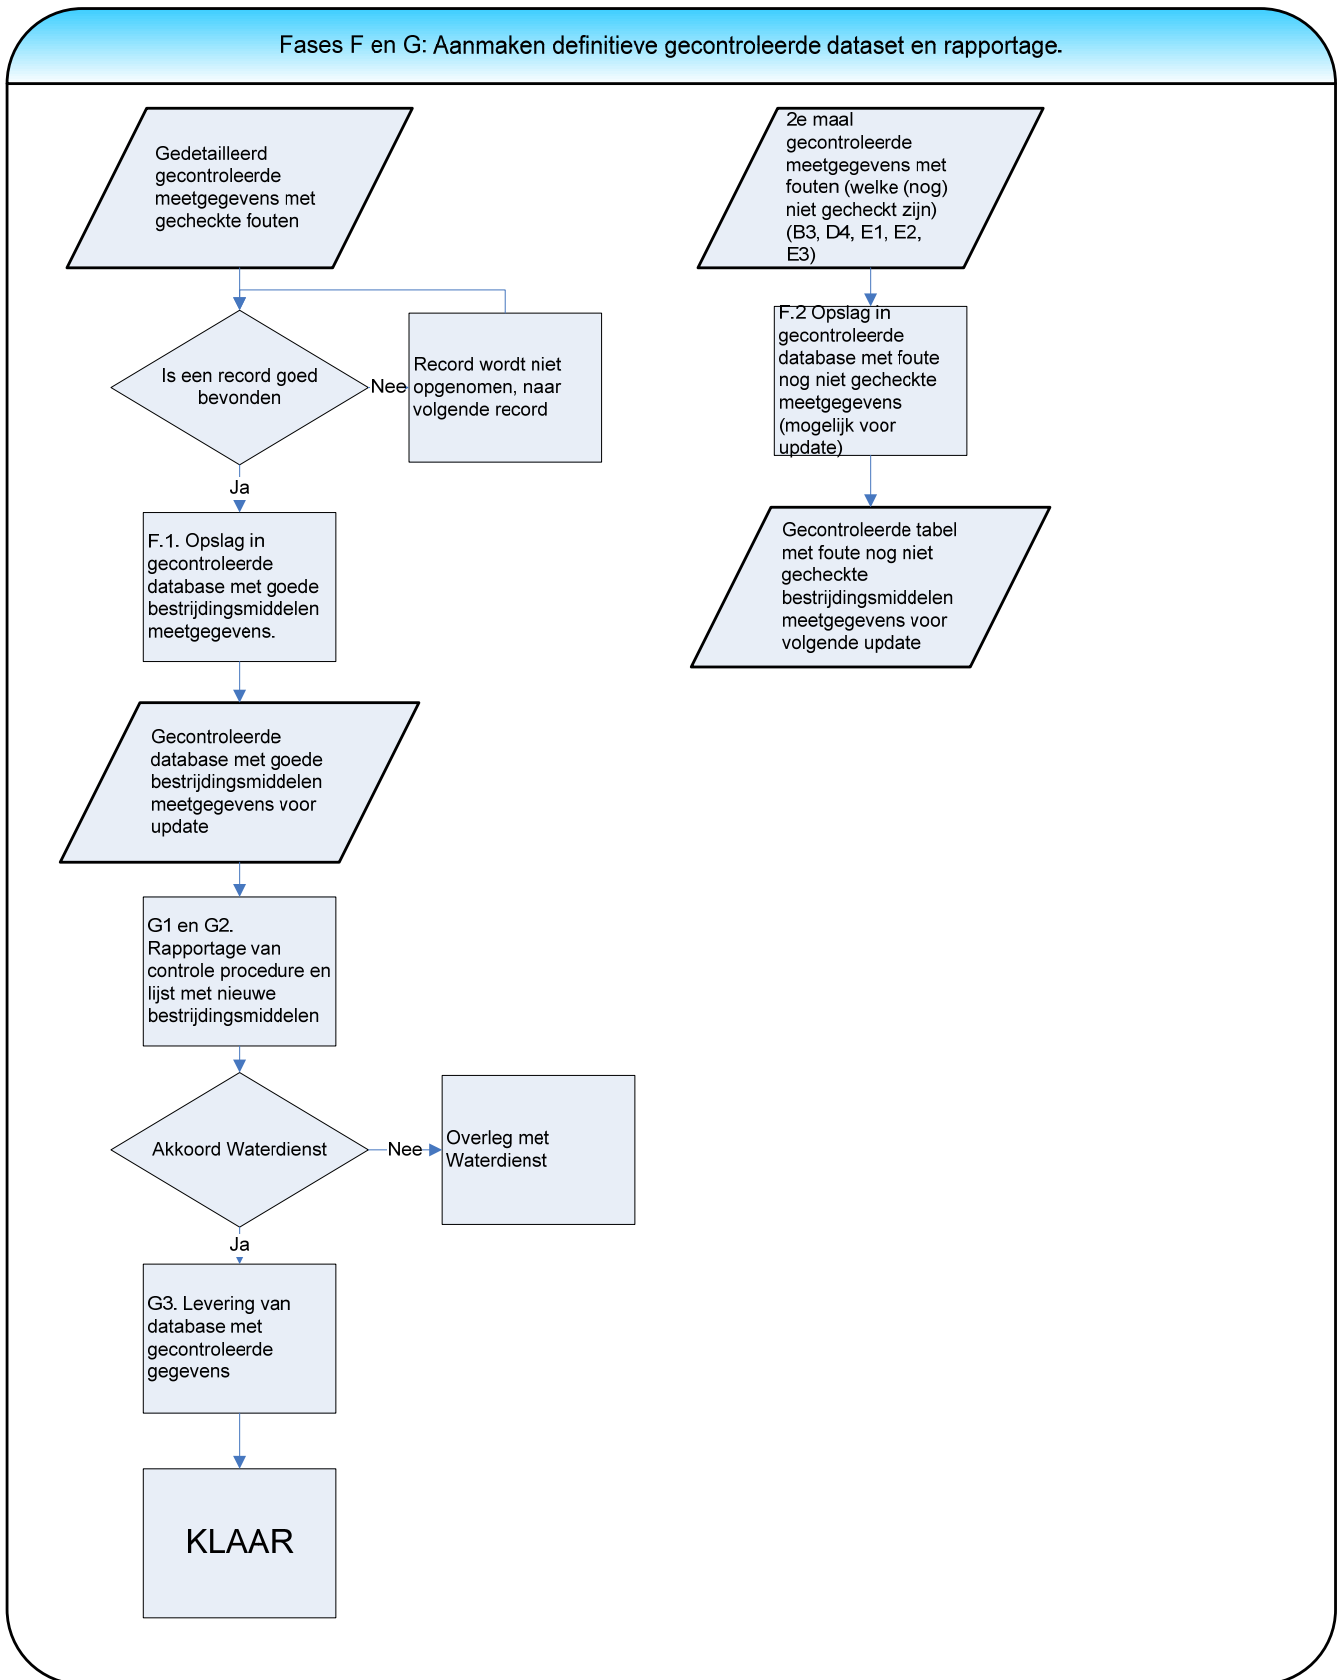 Fases F en G: Aanmaken definitieve gecontroleerde dataset en rapportage.
Gedetailleerd
gecontroleerde
meetgegevens met
gecheckte fouten
Is een record goed
bevonden
Nee
Record wordt niet
opgenomen, naar
volgende record
Ja
F.1. Opslag in
gecontroleerde
database met goede
bestrijdingsmiddelen
meetgegevens.
Gecontroleerde
database met goede
bestrijdingsmiddelen
meetgegevens voor
update
G1 en G2.
Rapportage van
controle procedure en
lijst met nieuwe
bestrijdingsmiddelen
Akkoord Waterdienst
Nee
Overleg met
Waterdienst
Ja
G3. Levering van
database met
gecontroleerde
gegevens
KLAAR
2e maal
gecontroleerde
meetgegevens met
fouten (welke (nog)
niet gecheckt zijn)
(B3, D4, E1, E2,
E3)
F.2 Opslag in
gecontroleerde
database met foute
nog niet gecheckte
meetgegevens
(mogelijk voor
update)
Gecontroleerde tabel
met foute nog niet
gecheckte
bestrijdingsmiddelen
meetgegevens voor
volgende update